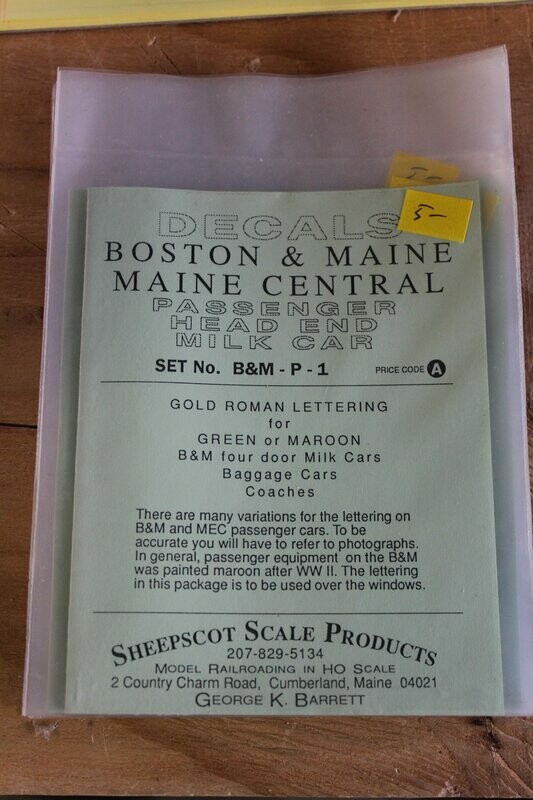 DECALS
5-
BOSTON & MAINE
MAINE CENTRAL
PASSENGER
HEAD END
MILK CAR
SET No. B&M - P - 1
PRICE CODE A
GOLD ROMAN LETTERING
for
GREEN or MAROON
B&M four door Milk Cars
Baggage Cars
Coaches
There are many variations for the lettering on
B&M and MEC passenger cars. To be
accurate you will have to refer to photographs.
In general, passenger equipment on the B&M
was painted maroon after WW II. The lettering
in this package is to be used over the windows.
SHEEPSCOT SCALE PRODUCTS
207-829-5134
MODEL RAILROADING IN HO SCALE
2 Country Charm Road, Cumberland, Maine 04021
GEORGE K. BARRETT